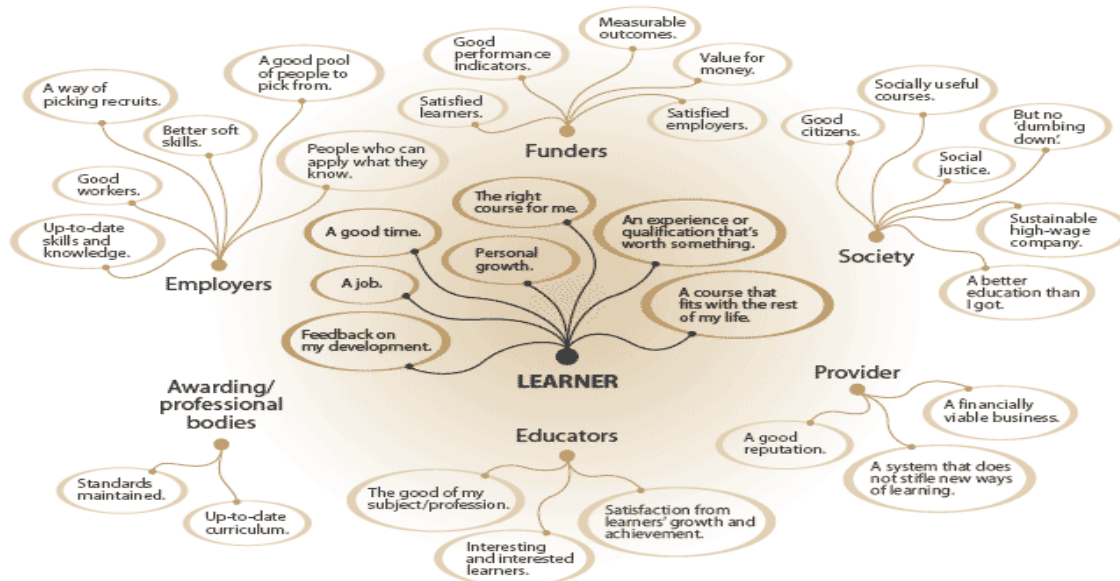 A way of
picking recruits.
Better soft
skills.
A good pool
of people to
pick from.
Good
workers.
People who can
apply what they
know.
Up-to-date
skills and
knowledge.
Employers
Good
performance
indicators.
Measurable
outcomes.
Value for
money.
Satisfied
learners.
Satisfied
employers.
Funders
Socially useful
courses.
Good
citizens.
But no
‘dumbing
down’.
Social
justice.
Sustainable
high-wage
company.
A better
education than
I got.
Society
The right
course for me.
A good time.
Personal
growth.
An experience or
qualification that’s
worth something.
A job.
A course that
fits with the rest
of my life.
Feedback on
my development.
LEARNER
Awarding/
professional
bodies
Standards
maintained.
Up-to-date
curriculum.
Educators
The good of my
subject/profession.
Interesting
and interested
learners.
Satisfaction from
learners’ growth and
achievement.
Provider
A good
reputation.
A financially
viable business.
A system that does
not stifle new ways
of learning.